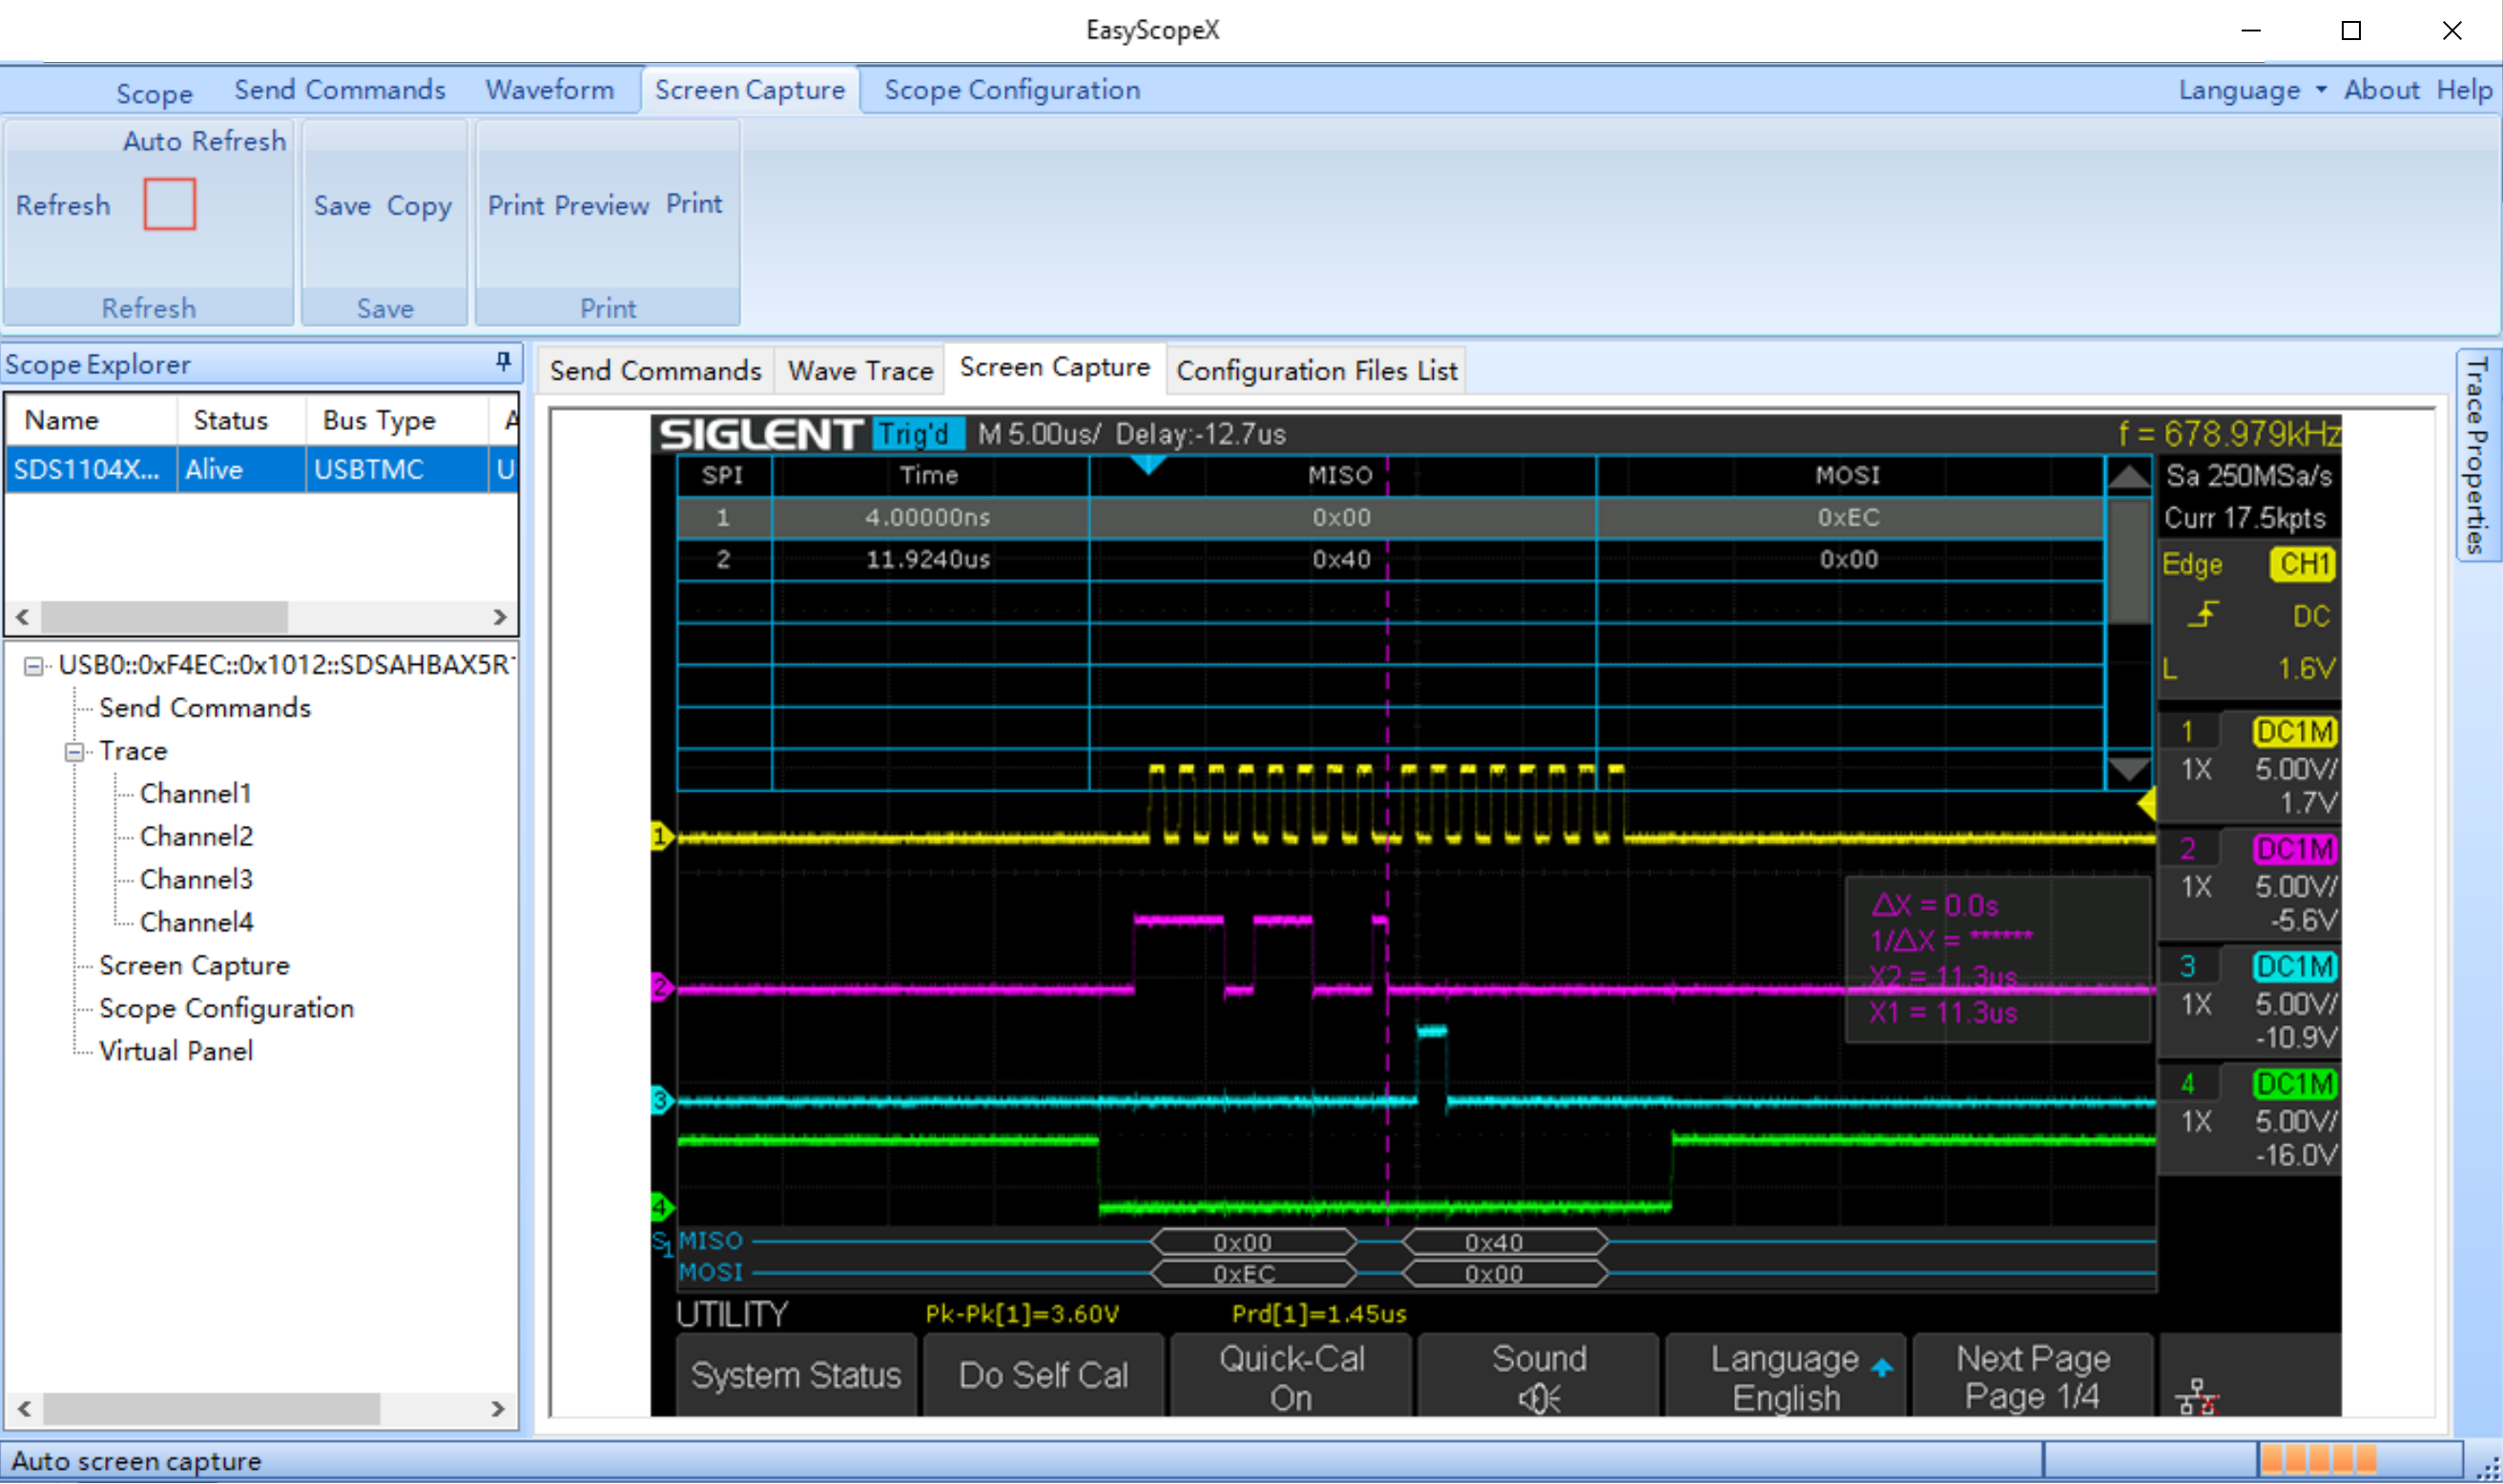 EasyScopeX
Scope Send Commands Waveform Screen Capture Scope Configuration Language About Help
Auto Refresh
Refresh Save Copy Print Preview Print
Refresh Save Print
Scope Explorer
Name Status Bus Type A
SDS1104X... Alive USBTMC U
USB0::0xF4EC::0x1012::SDSAHBAX5R
Send Commands
Trace
Channel1
Channel2
Channel3
Channel4
Screen Capture
Scope Configuration
Virtual Panel
Send Commands Wave Trace Screen Capture Configuration Files List
Trace Properties
SIGLENT Trig'd M 5.00us/ Delay:-12.7us f = 678.979kHz
SPI Time MISO MOSI
1 4.00000ns 0x00 0xEC
2 11.9240us 0x40 0x00
Sa 250MSa/s
Curr 17.5kpts
Edge CH1
DC
L 1.6V
1 DC1M
1X 5.00V/
1.7V
2 DC1M
1X 5.00V/
-5.6V
3 DC1M
1X 5.00V/
-10.9V
4 DC1M
1X 5.00V/
-16.0V
1
2
3
4
ΔX = 0.0s
1/ΔX = ******
X2 = 11.3us
X1 = 11.3us
S1 MISO 0x00 0x40
MOSI 0xEC 0x00
UTILITY Pk-Pk[1]=3.60V Prd[1]=1.45us
System Status
Do Self Cal
Quick-Cal
On
Sound
Language
English
Next Page
Page 1/4
Auto screen capture